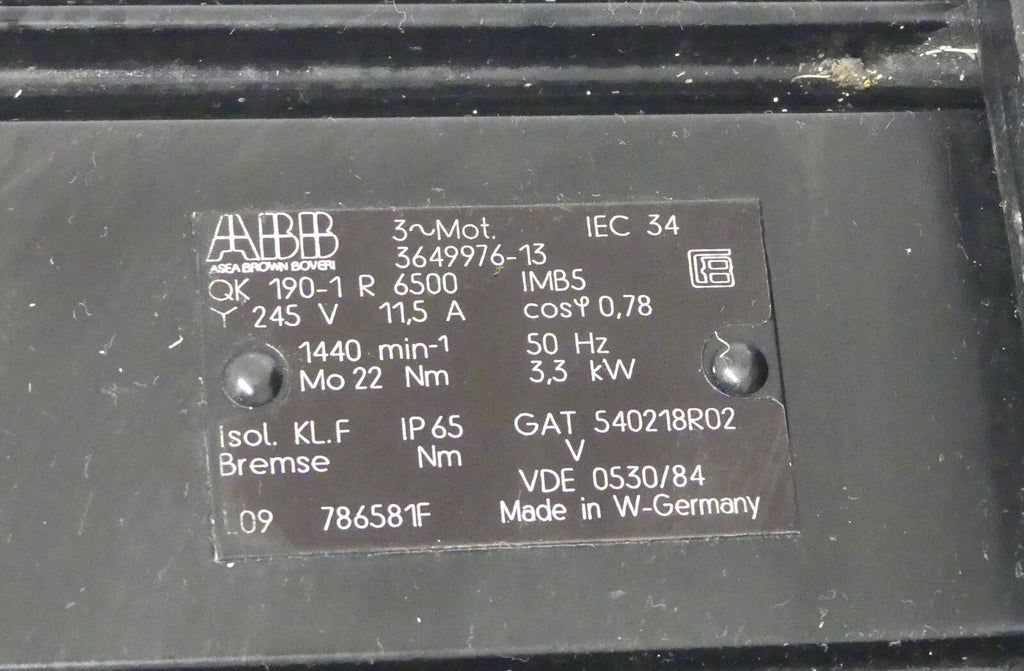 ABB 3~Mot. IEC 34
ASEA BROWN BOVERI 3649976-13
QK 190-1 R 6500 IMB5
Y 245 V 11,5 A cosφ 0,78
1440 min-1 50 Hz
Mo 22 Nm 3,3 kW
Isol. KL.F IP 65 GAT 540218R02
Bremse Nm V
VDE 0530/84
09 786581F Made in W-Germany